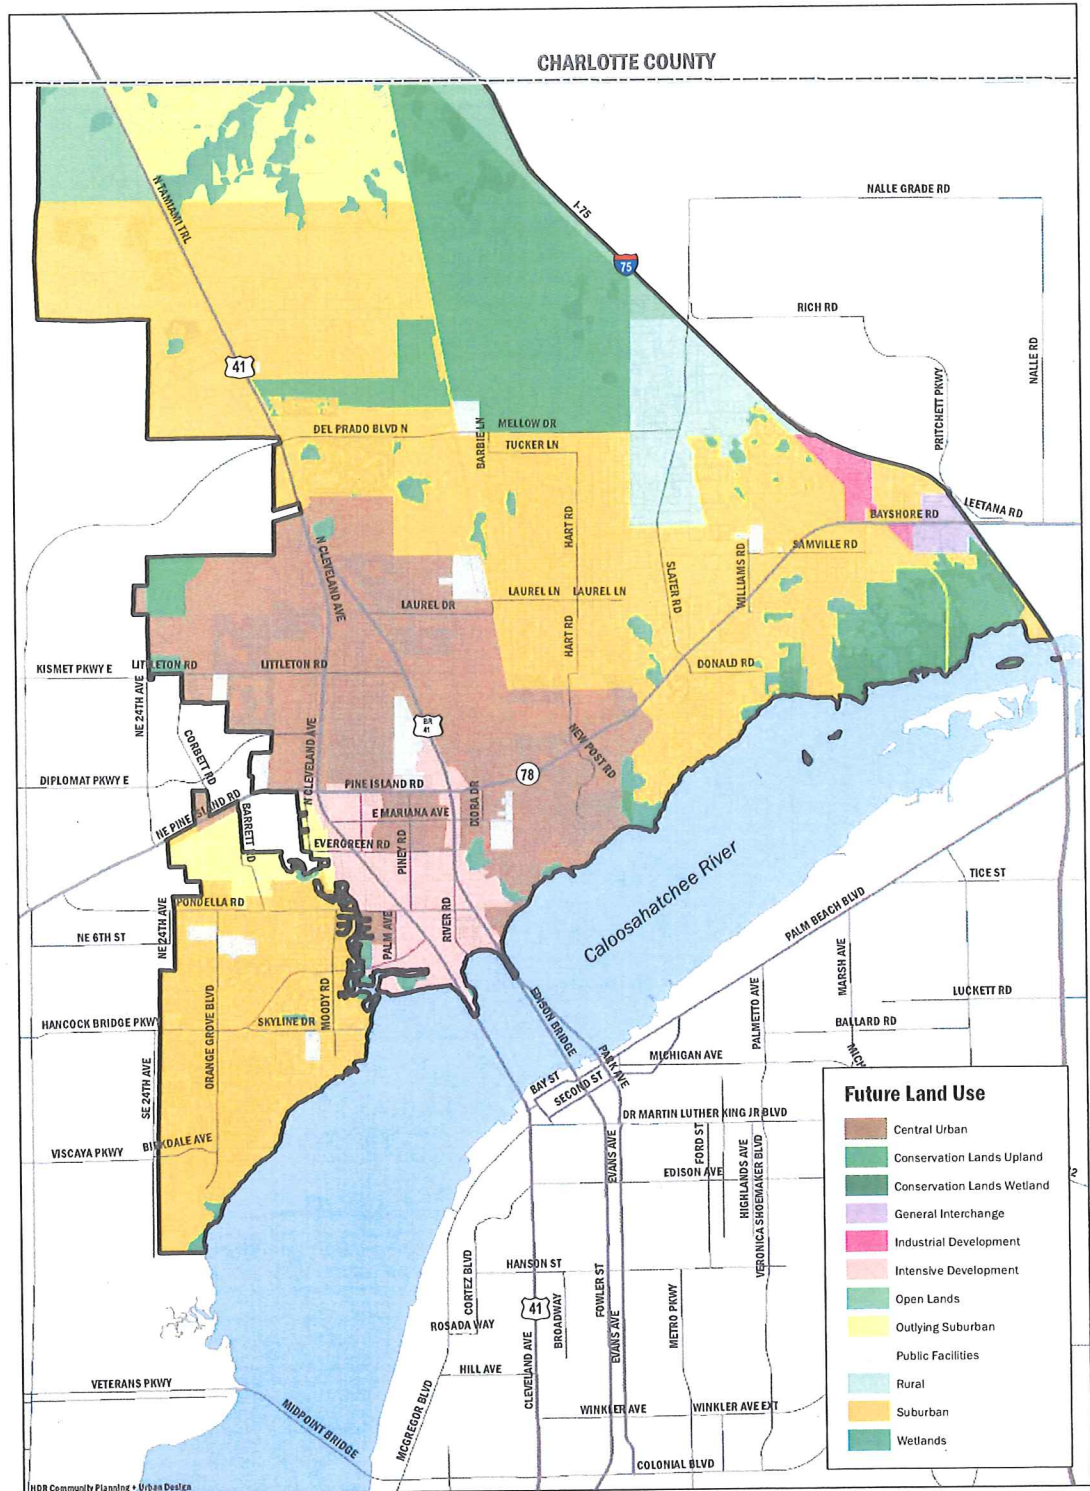 CHARLOTTE COUNTY
NALLE GRADE RD
N TAMIAMI TRL
I-75
75
RICH RD
NALLE RD
PRITCHETT PKWY
41
DEL PRADO BLVD N
MELLOW DR
BARBIE LN
TUCKER LN
LEETANA RD
BAYSHORE RD
HART RD
SAMVILLE RD
N CLEVELAND AVE
SLATER RD
WILLIAMS RD
LAUREL DR
LAUREL LN
LAUREL LN
HART RD
KISMET PKWY E
LITTLETON RD
LITTLETON RD
DONALD RD
NE 24TH AVE
BR
41
CORBETT RD
N CLEVELAND AVE
NEW POST RD
DIPLOMAT PKWY E
PINE ISLAND RD
78
NE PINE ISLAND RD
BARRETT RD
E MARIANA AVE
IXORA DR
EVERGREEN RD
PINEY RD
Caloosahatchee River
TICE ST
PONDELLA RD
PALM BEACH BLVD
NE 6TH ST
NE 24TH AVE
PALM AVE
RIVER RD
MARSH AVE
ORANGE GROVE BLVD
MOODY RD
LUCKETT RD
PALMETTO AVE
HANCOCK BRIDGE PKWY
SKYLINE DR
EDISON BRIDGE
BALLARD RD
PARK AVE
MICHIGAN AVE
MICH
BAY ST
SECOND ST
SE 24TH AVE
DR MARTIN LUTHER KING JR BLVD
VISCAYA PKWY
BIRKDALE AVE
EVANS AVE
FORD ST
EDISON AVE
HIGHLANDS AVE
VERONICA SHOEMAKER BLVD
CORTEZ BLVD
HANSON ST
41
BROADWAY
FOWLER ST
EVANS AVE
METRO PKWY
ROSADA WAY
CLEVELAND AVE
HILL AVE
VETERANS PKWY
MIDPOINT BRIDGE
MCGREGOR BLVD
WINKLER AVE
WINKLER AVE EXT
COLONIAL BLVD
Future Land Use
Central Urban
Conservation Lands Upland
Conservation Lands Wetland
General Interchange
Industrial Development
Intensive Development
Open Lands
Outlying Suburban
Public Facilities
Rural
Suburban
Wetlands
HDR Community Planning + Urban Design